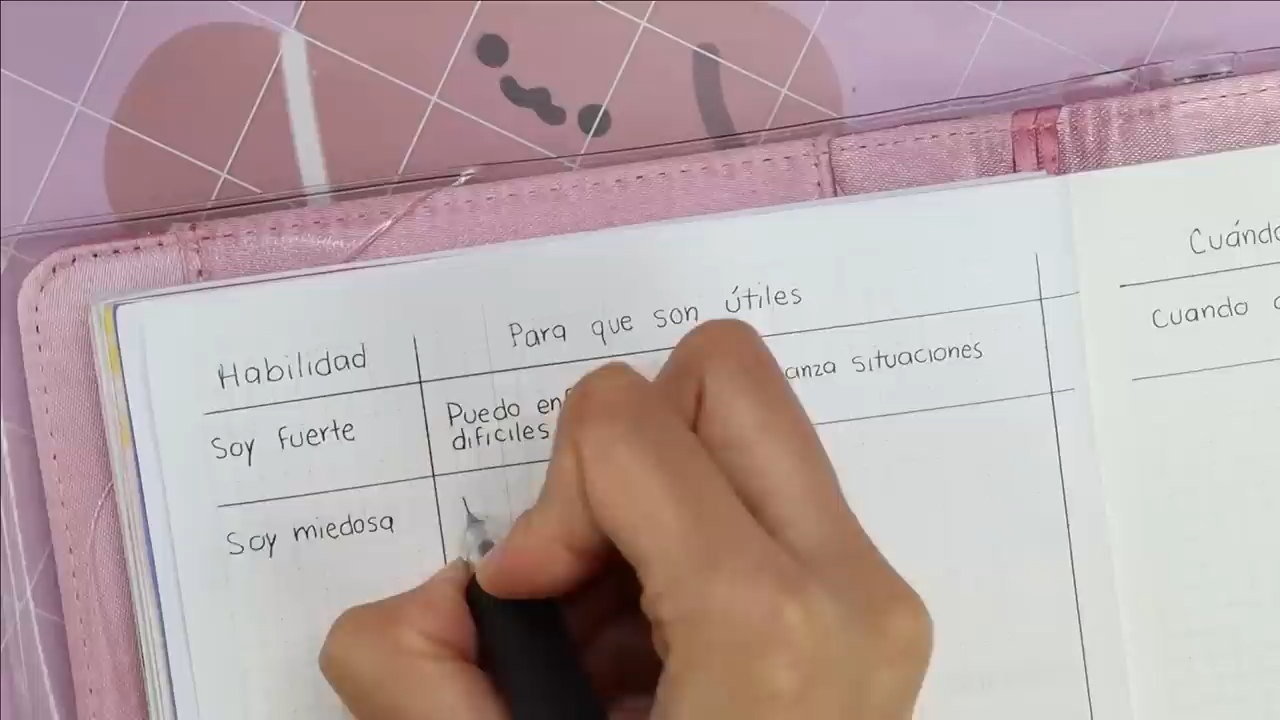 Habilidad
Para que son útiles
Cuánd
Soy fuerte
Puedo en
anza situaciones
dificiles
Cuando
Soy miedosa